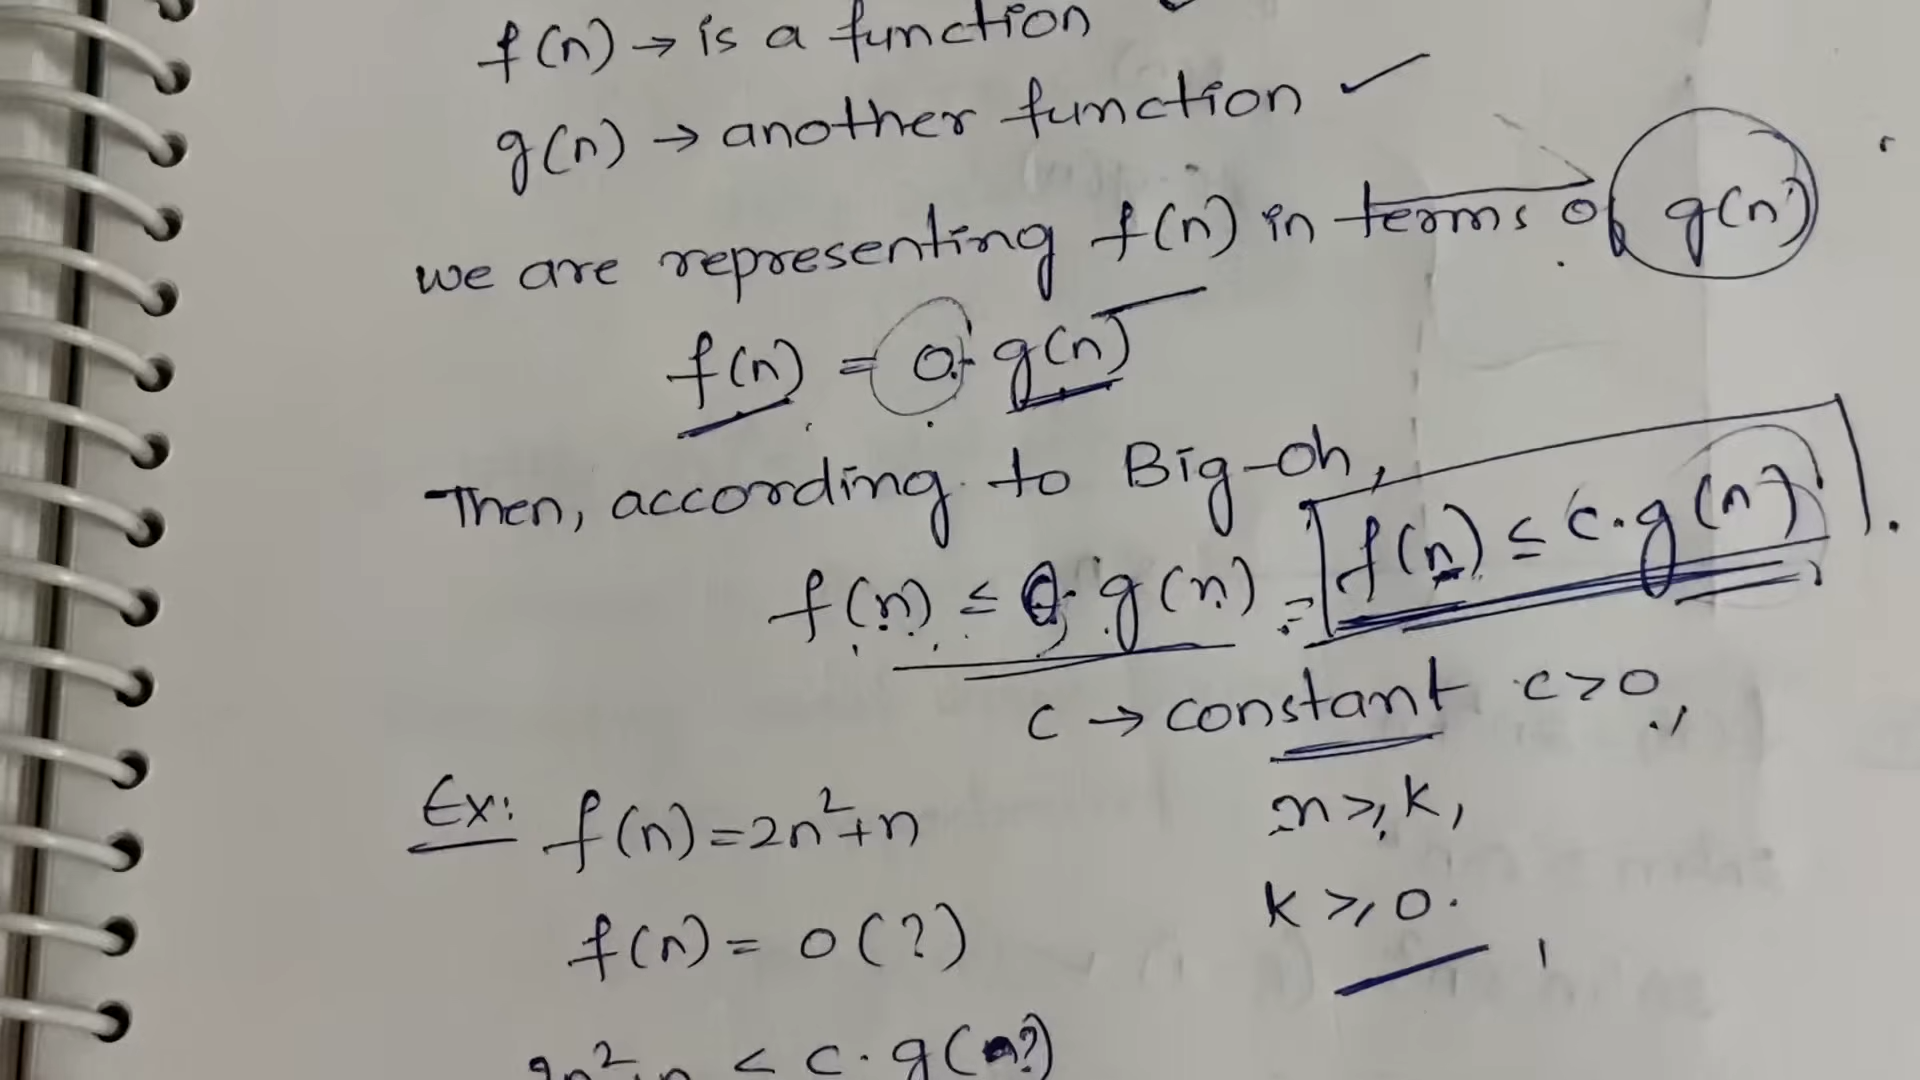 f(n) → is a function
g(n) → another function ✓
we are representing f(n) in terms of g(n)
f(n) = O. g(n)
Then, according to Big-Oh,
f(n) ≤ O. g(n) = f(n) ≤ c.g(n).
c → constant c>0,
n ≥ k,
k ≥ 0.
Ex: f(n) = 2n²+n
f(n) = O(?)
2n²+n < c.g(n?)